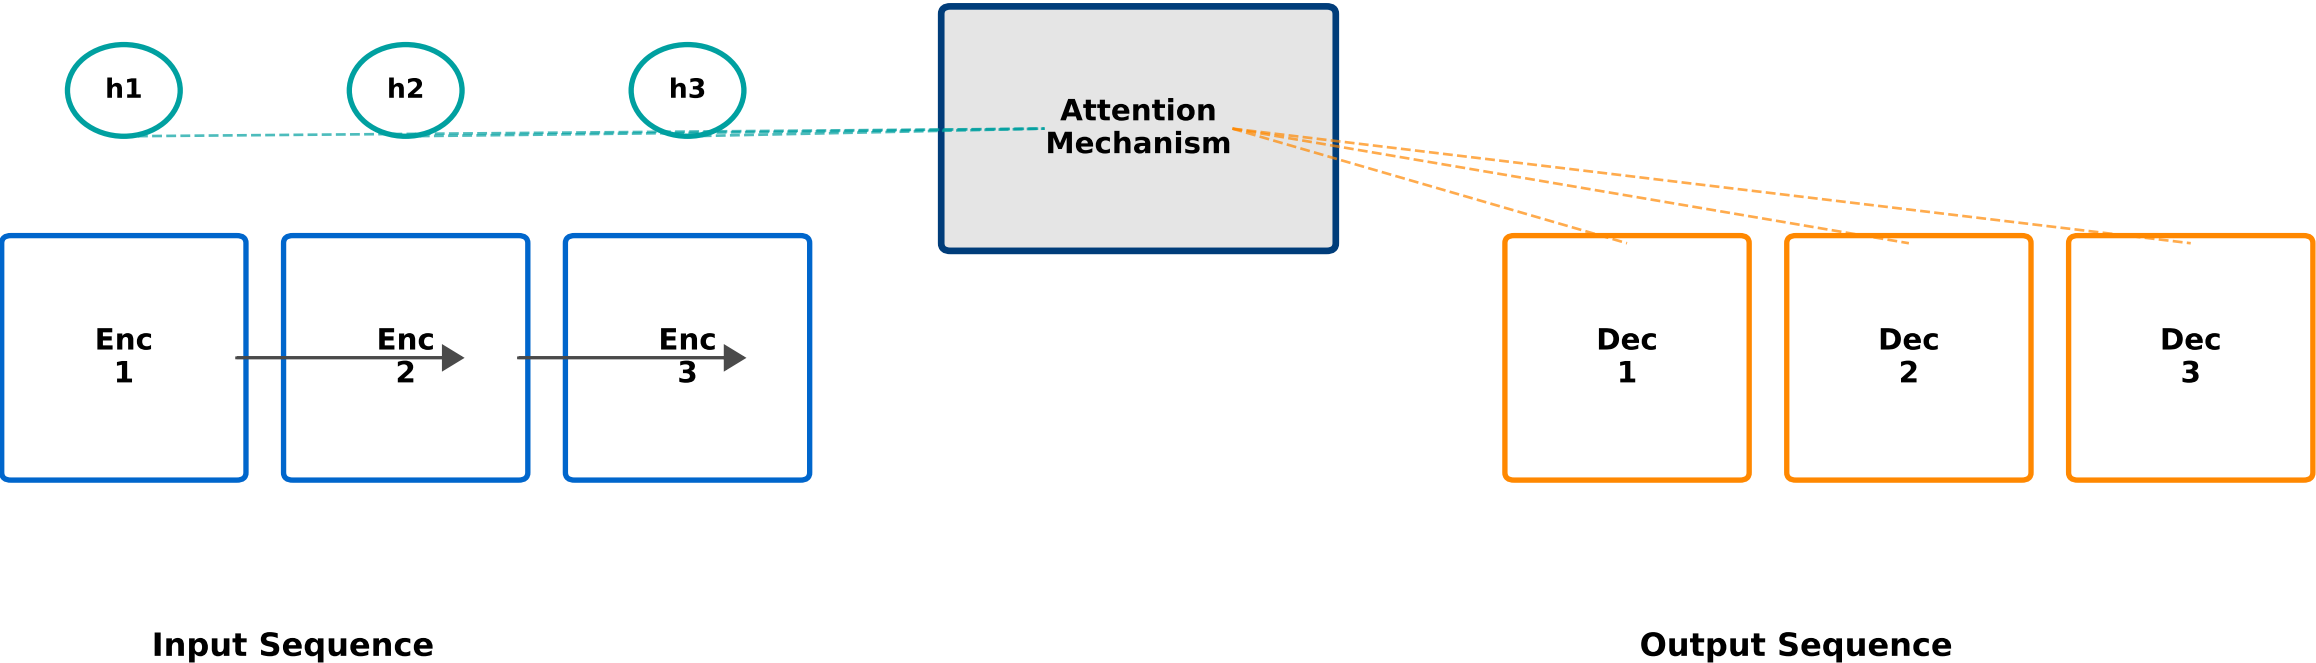 h1
h2
h3
Attention
Mechanism
Enc
1
Enc
2
Enc
3
Dec
1
Dec
2
Dec
3
Input Sequence
Output Sequence